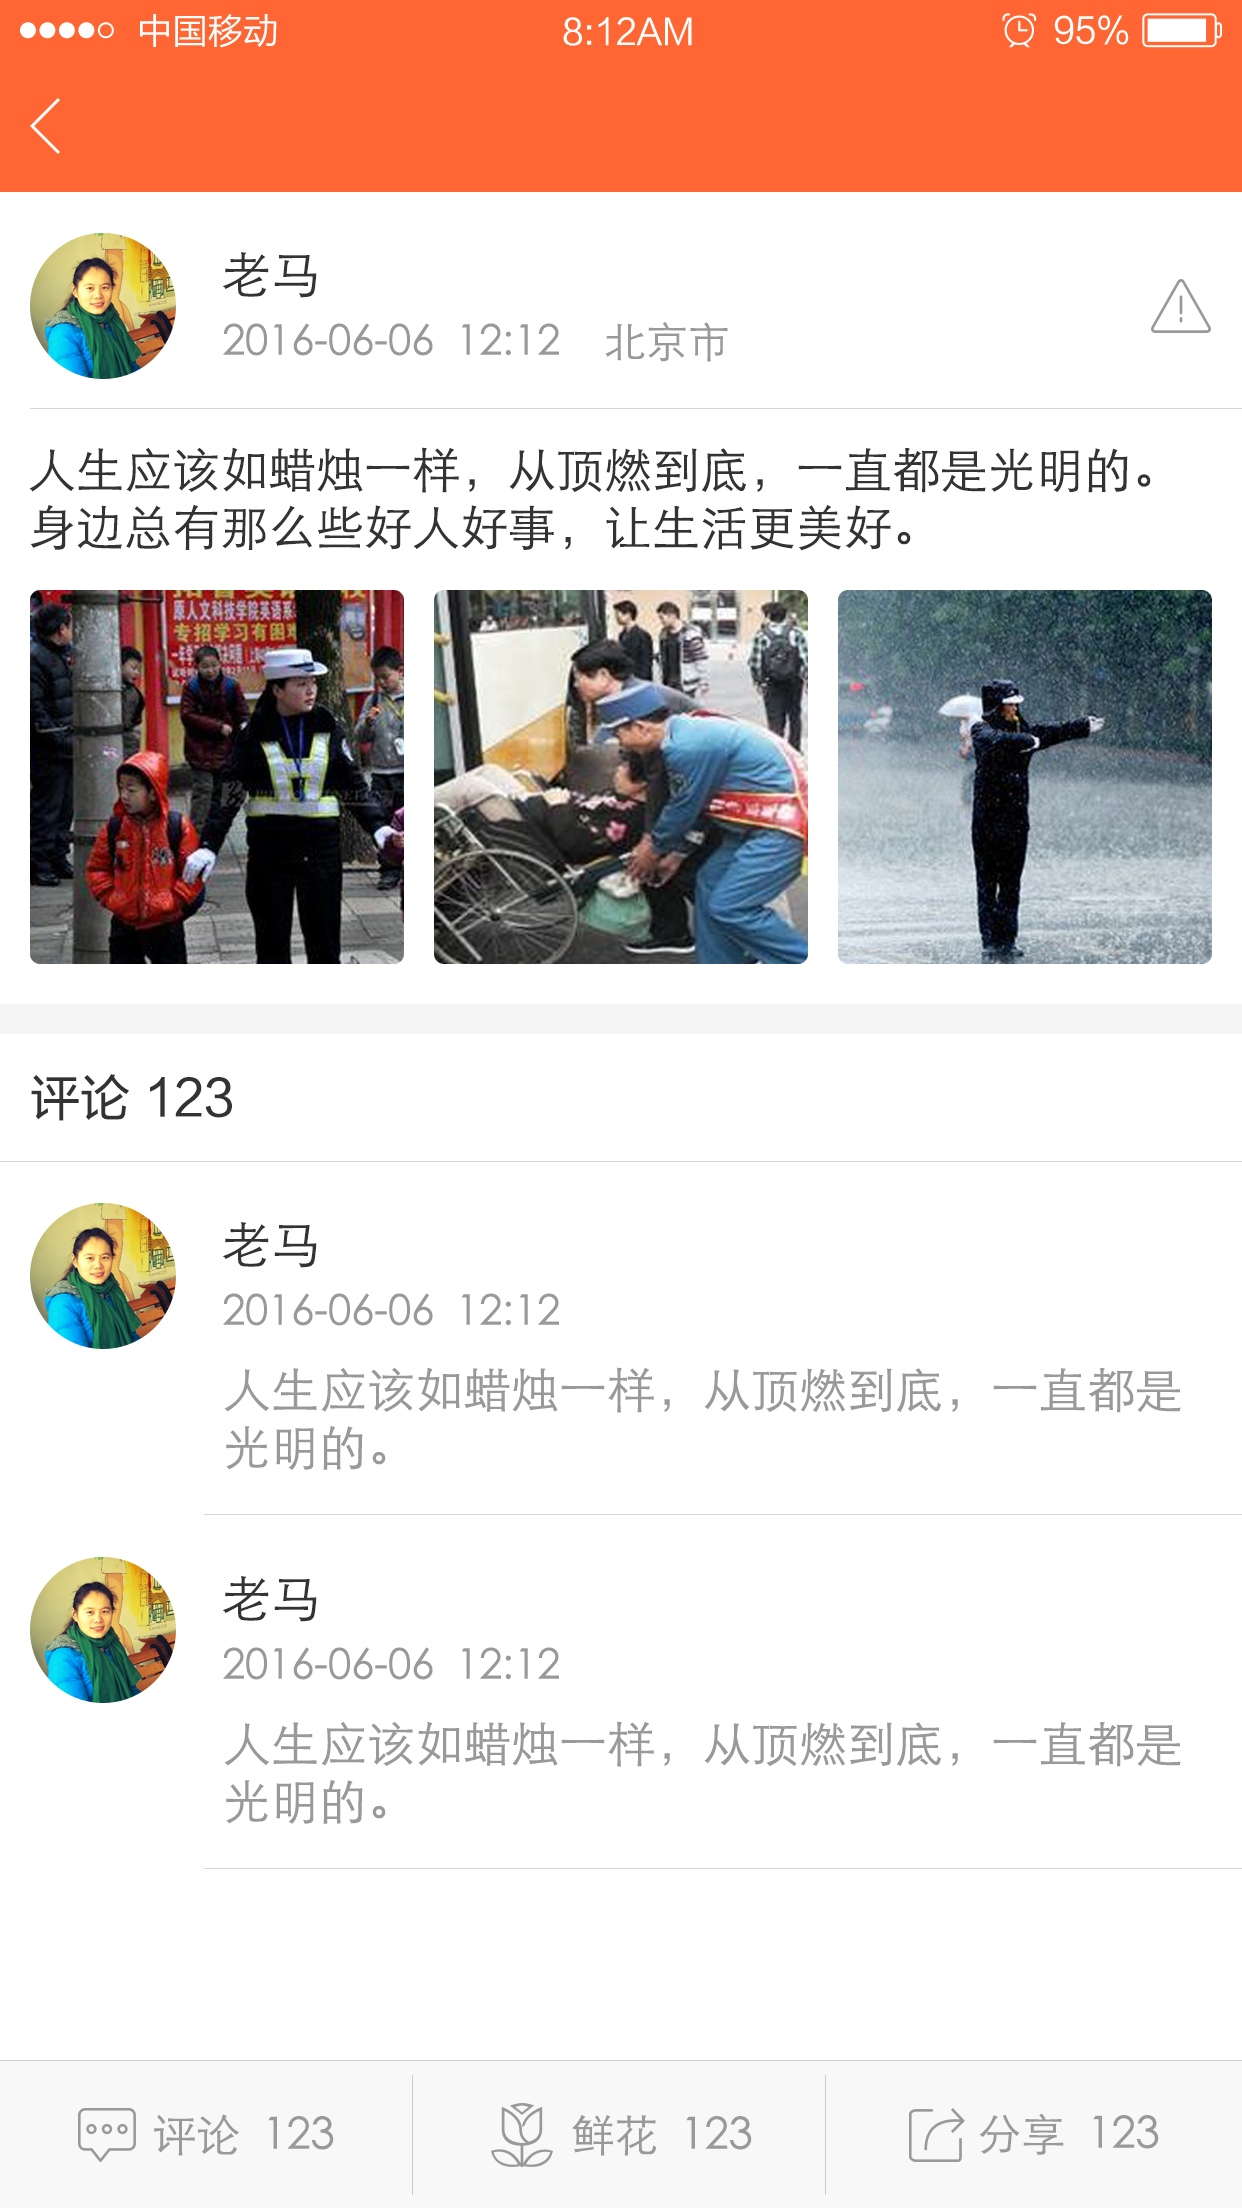 中国移动
8:12AM
95%
老马
2016-06-06 12:12 北京市
人生应该如蜡烛一样，从顶燃到底，一直都是光明的。
身边总有那么些好人好事，让生活更美好。
原人文科技学院英语系
专招学习有困难
评论 123
老马
2016-06-06 12:12
人生应该如蜡烛一样，从顶燃到底，一直都是
光明的。
老马
2016-06-06 12:12
人生应该如蜡烛一样，从顶燃到底，一直都是
光明的。
评论 123
鲜花 123
分享 123